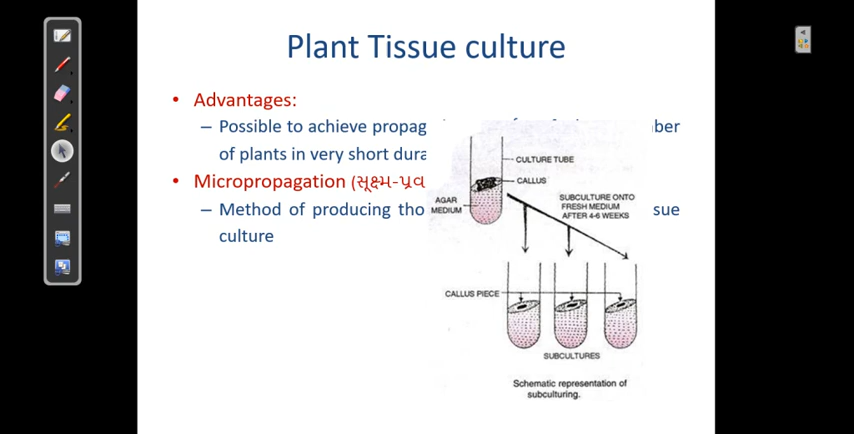 Plant Tissue culture
• Advantages:
– Possible to achieve propag
ber
of plants in very short dura
• Micropropagation (સૂક્ષ્મ-પ્રવ
– Method of producing tho
sue
culture
CULTURE TUBE
CALLUS
AGAR
MEDIUM
SUBCULTURE ONTO
FRESH MEDIUM
AFTER 4-6 WEEKS
CALLUS PIECE
SUBCULTURES
Schematic representation of
subculturing.